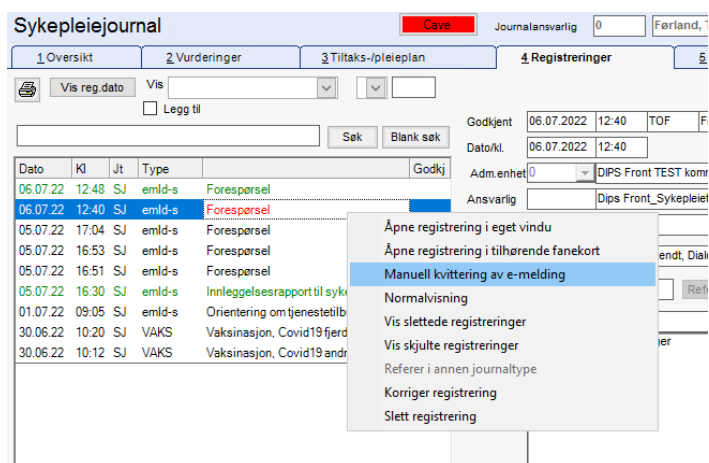 Sykepleiejournal Cave Journalansvarlig 0 Førland, T
1 Oversikt 2 Vurderinger 3 Tiltaks-/pleieplan 4 Registreringer 5
Vis reg.dato Vis
Legg til
Søk Blank søk
Godkjent 06.07.2022 12:40 TOF F
Dato/kl. 06.07.2022 12:40
Adm.enhet 0 DIPS Front TEST komm
Ansvarlig Dips Front_Sykepleiet
Dato Kl Jt Type Godkj
06.07.22 12:48 SJ emld-s Forespørsel
06.07.22 12:40 SJ emld-s Forespørsel
05.07.22 17:04 SJ emld-s Forespørsel
05.07.22 16:53 SJ emld-s Forespørsel
05.07.22 16:51 SJ emld-s Forespørsel
05.07.22 16:30 SJ emld-s Innleggelsesrapport til syke
01.07.22 09:05 SJ emld-s Orientering om tjenestetilb
30.06.22 10:20 SJ VAKS Vaksinasjon, Covid19 fjerd
30.06.22 10:12 SJ VAKS Vaksinasjon, Covid19 andr
Åpne registrering i eget vindu
Åpne registrering i tilhørende fanekort
Manuell kvittering av e-melding
Normalvisning
Vis slettede registreringer
Vis skjulte registreringer
Referer i annen journaltype
Korriger registrering
Slett registrering
endt, Dial
Refe
ger